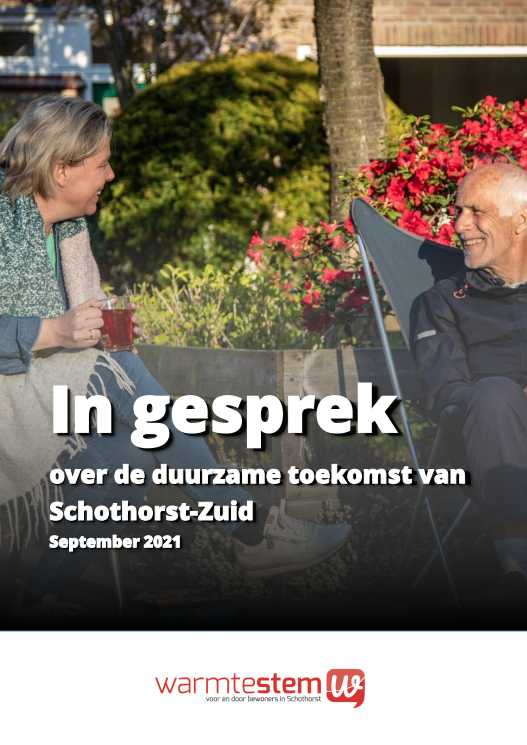 In gesprek
over de duurzame toekomst van
Schothorst-Zuid
September 2021
warmtestem w
voor en door bewoners in Schothorst